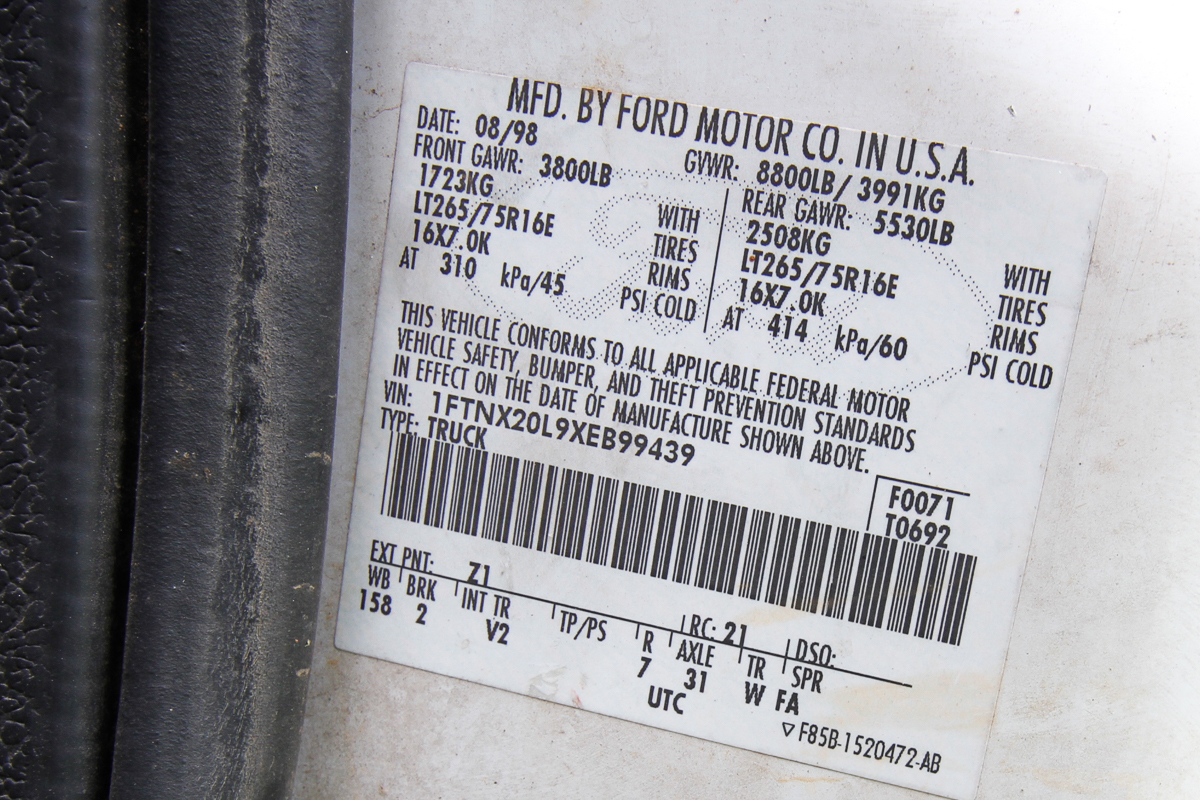 MFD. BY FORD MOTOR CO. IN U.S.A.
DATE: 08/98 GVWR: 8800LB/ 3991KG
FRONT GAWR: 3800LB REAR GAWR: 5530LB
1723KG WITH 2508KG WITH
LT265/75R16E TIRES LT265/75R16E TIRES
16X7.0K RIMS 16X7.0K RIMS
AT 310 kPa/45 PSI COLD AT 414 kPa/60 PSI COLD
THIS VEHICLE CONFORMS TO ALL APPLICABLE FEDERAL MOTOR
VEHICLE SAFETY, BUMPER, AND THEFT PREVENTION STANDARDS
IN EFFECT ON THE DATE OF MANUFACTURE SHOWN ABOVE.
VIN: 1FTNX20L9XEB99439
TYPE: TRUCK
F0071
T0692
EXT PNT: Z1 RC: 21 DSO:
WB BRK INT TR TP/PS R AXLE TR SPR
158 2 V2 7 31 W FA
UTC
▽ F85B-1520472-AB